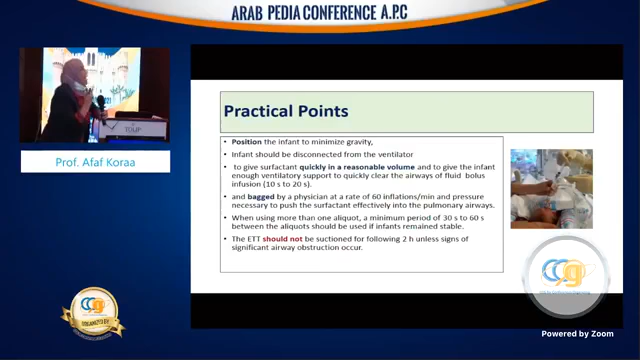 ARAB PEDIA CONFERENCE A.P.C
TOLIP
Prof. Afaf Koraa
Practical Points
• Position the infant to minimize gravity,
• Infant should be disconnected from the ventilator
• to give surfactant quickly in a reasonable volume and to give the infant
enough ventilatory support to quickly clear the airways of fluid bolus
infusion (10 s to 20 s).
• and bagged by a physician at a rate of 60 inflations/min and pressure
necessary to push the surfactant effectively into the pulmonary airways.
• When using more than one aliquot, a minimum period of 30 s to 60 s
between the aliquots should be used if infants remained stable.
• The ETT should not be suctioned for following 2 h unless signs of
significant airway obstruction occur.
ORGANIZED BY
Powered by Zoom